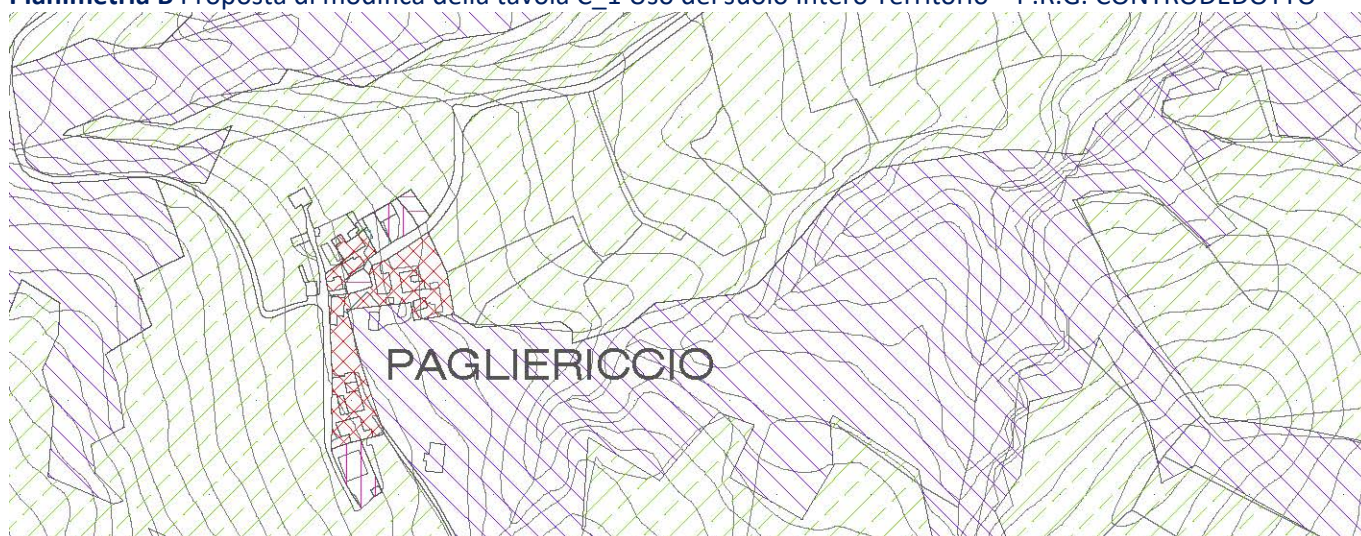 Planimetria B Proposta di modifica della tavola C_1 Uso del suolo Intero Territorio – P.R.G. CONTRODEDOTTO
PAGLIERICCIO